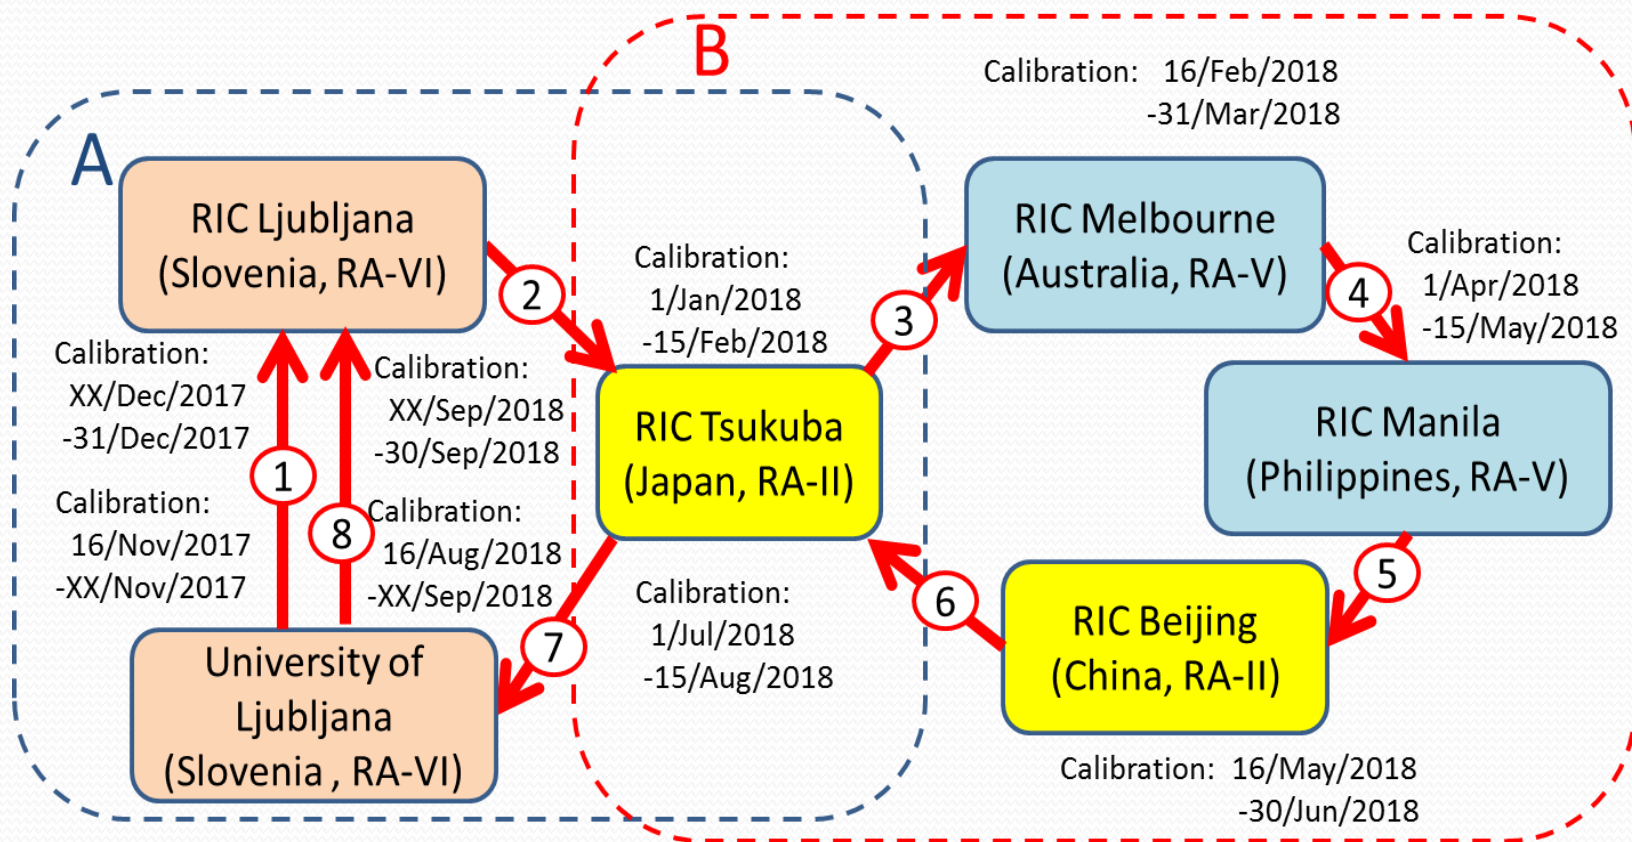 B
Calibration: 16/Feb/2018
-31/Mar/2018
A
RIC Ljubljana
(Slovenia, RA-VI)
2
Calibration:
1/Jan/2018
-15/Feb/2018
3
RIC Melbourne
(Australia, RA-V)
4
Calibration:
1/Apr/2018
-15/May/2018
Calibration:
XX/Dec/2017
-31/Dec/2017
Calibration:
XX/Sep/2018
-30/Sep/2018
1
Calibration:
16/Nov/2017
-XX/Nov/2017
8
Calibration:
16/Aug/2018
-XX/Sep/2018
RIC Tsukuba
(Japan, RA-II)
RIC Manila
(Philippines, RA-V)
5
University of
Ljubljana
(Slovenia , RA-VI)
7
Calibration:
1/Jul/2018
-15/Aug/2018
6
RIC Beijing
(China, RA-II)
Calibration: 16/May/2018
-30/Jun/2018